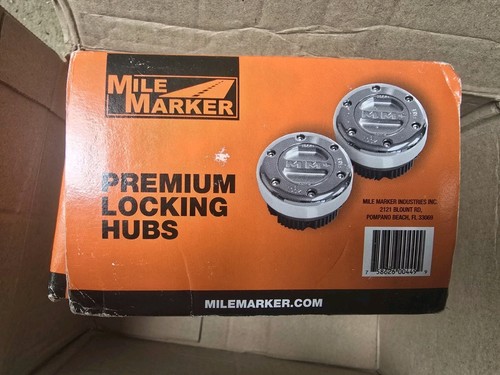 MILE
MARKER
PREMIUM
LOCKING
HUBS
MILE MARKER INDUSTRIES INC.
2121 BLOUNT RD,
POMPANO BEACH, FL 33069
MILEMARKER.COM